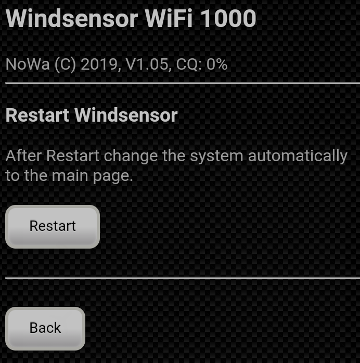 Windsensor WiFi 1000
NoWa (C) 2019, V1.05, CQ: 0%
Restart Windsensor
After Restart change the system automatically
to the main page.
Restart
Back